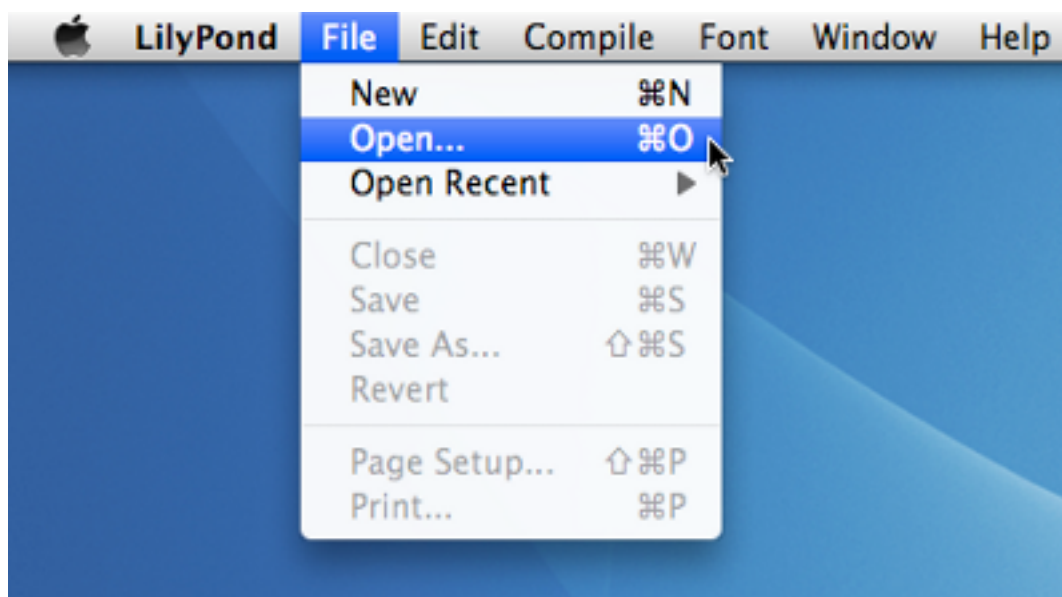 LilyPond File Edit Compile Font Window Help
New ⌘N
Open... ⌘O
Open Recent ▶
Close ⌘W
Save ⌘S
Save As... ⇧⌘S
Revert
Page Setup... ⇧⌘P
Print... ⌘P